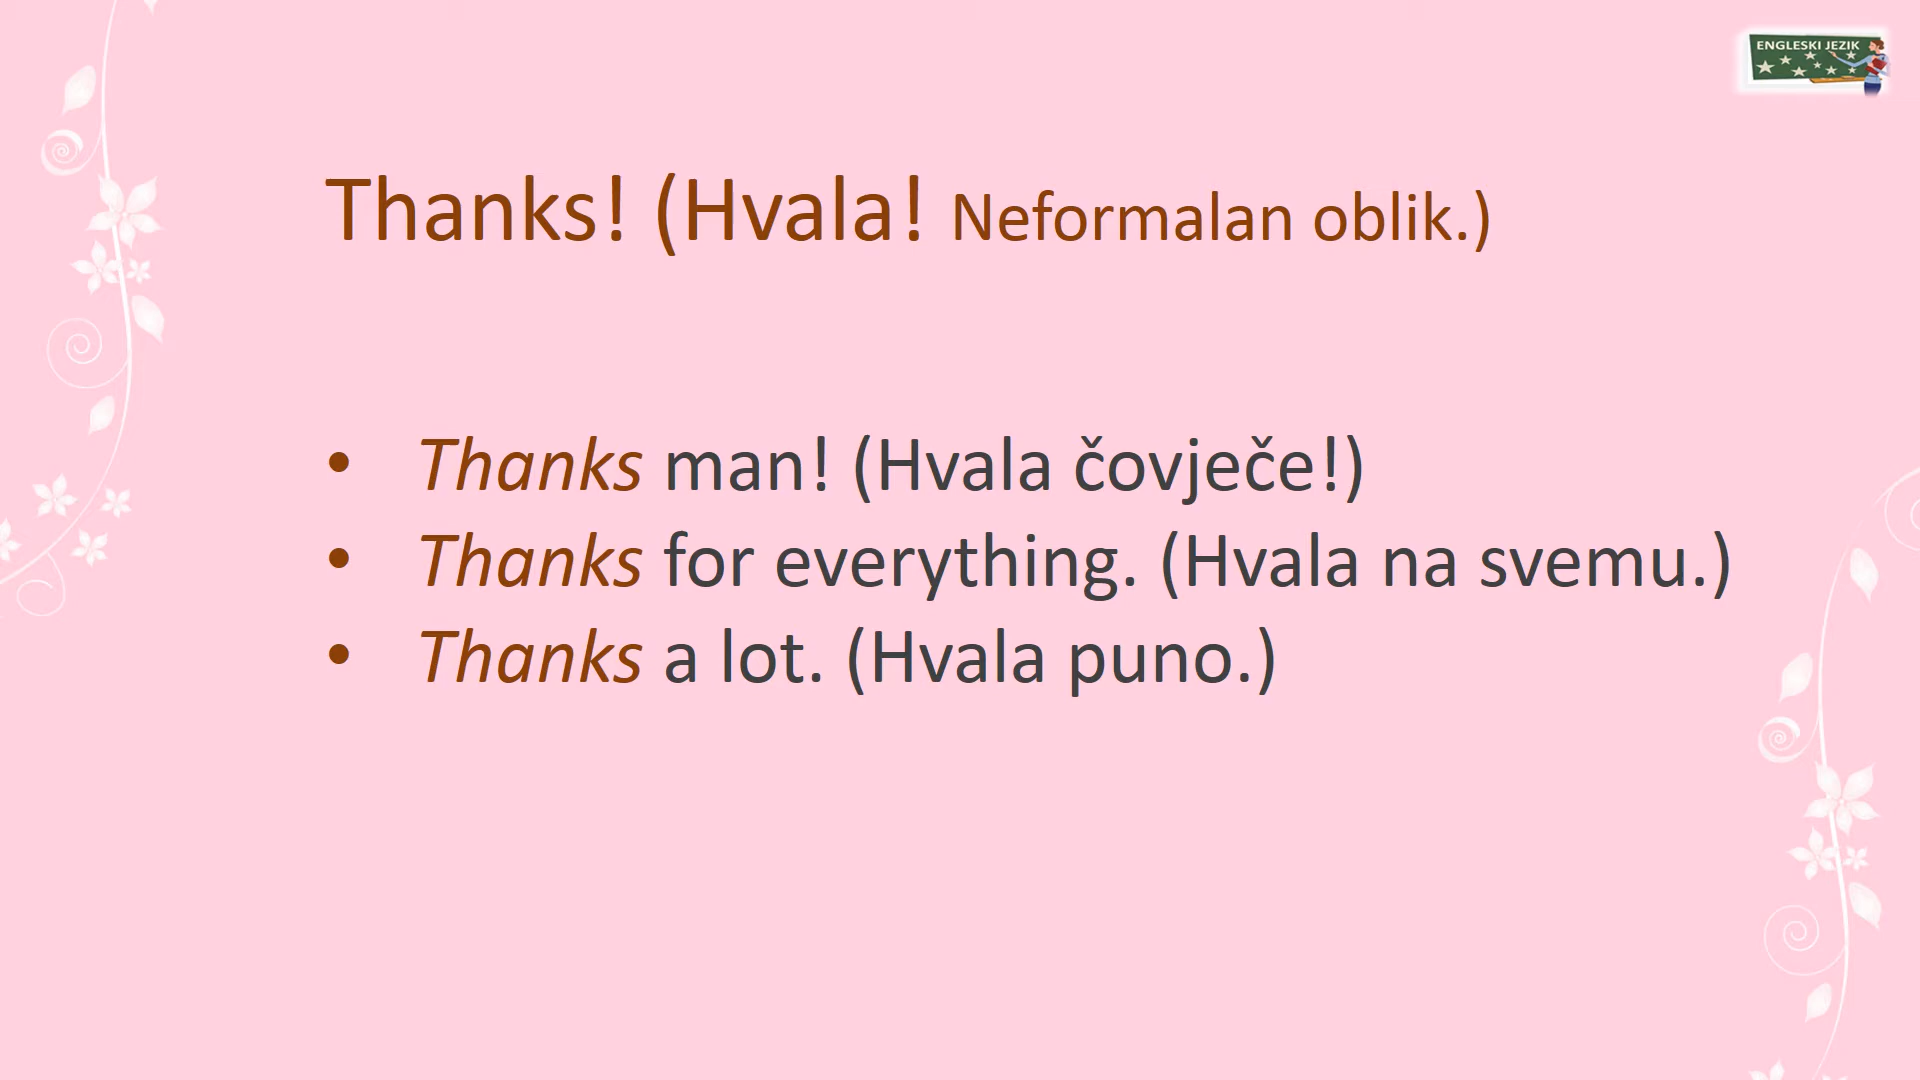 ENGLESKI JEZIK
Thanks! (Hvala! Neformalan oblik.)
• Thanks man! (Hvala čovječe!)
• Thanks for everything. (Hvala na svemu.)
• Thanks a lot. (Hvala puno.)